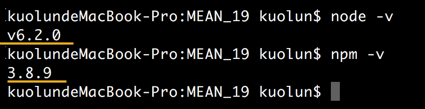 kuolundeMacBook-Pro:MEAN_19 kuolun$ node -v
v6.2.0
kuolundeMacBook-Pro:MEAN_19 kuolun$ npm -v
3.8.9
kuolundeMacBook-Pro:MEAN_19 kuolun$